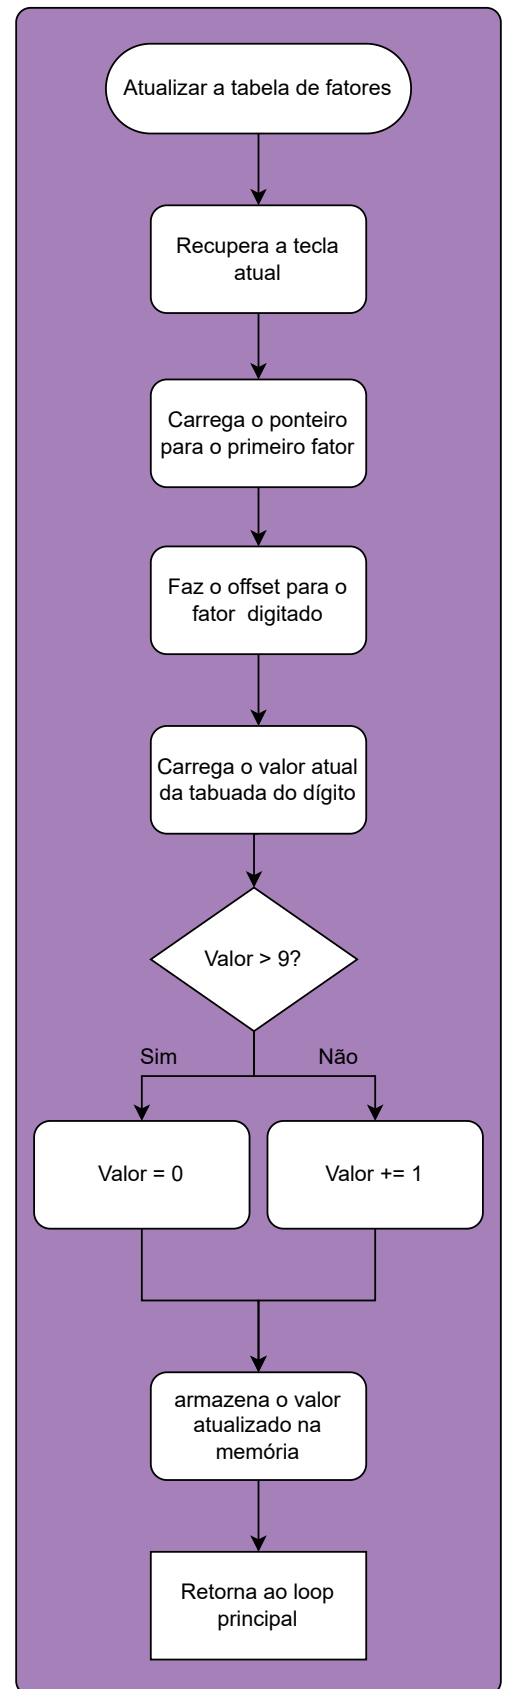 Atualizar a tabela de fatores
Recupera a tecla
atual
Carrega o ponteiro
para o primeiro fator
Faz o offset para o
fator  digitado
Carrega o valor atual
da tabuada do dígito
Valor > 9?
Sim
Não
Valor = 0
Valor += 1
armazena o valor
atualizado na
memória
Retorna ao loop
principal